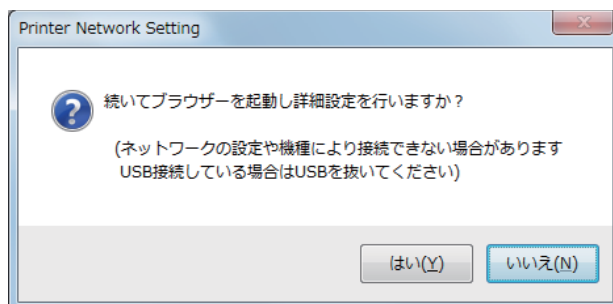 Printer Network Setting
続いてブラウザーを起動し詳細設定を行いますか？
(ネットワークの設定や機種により接続できない場合があります
USB接続している場合はUSBを抜いてください)
はい(Y)
いいえ(N)